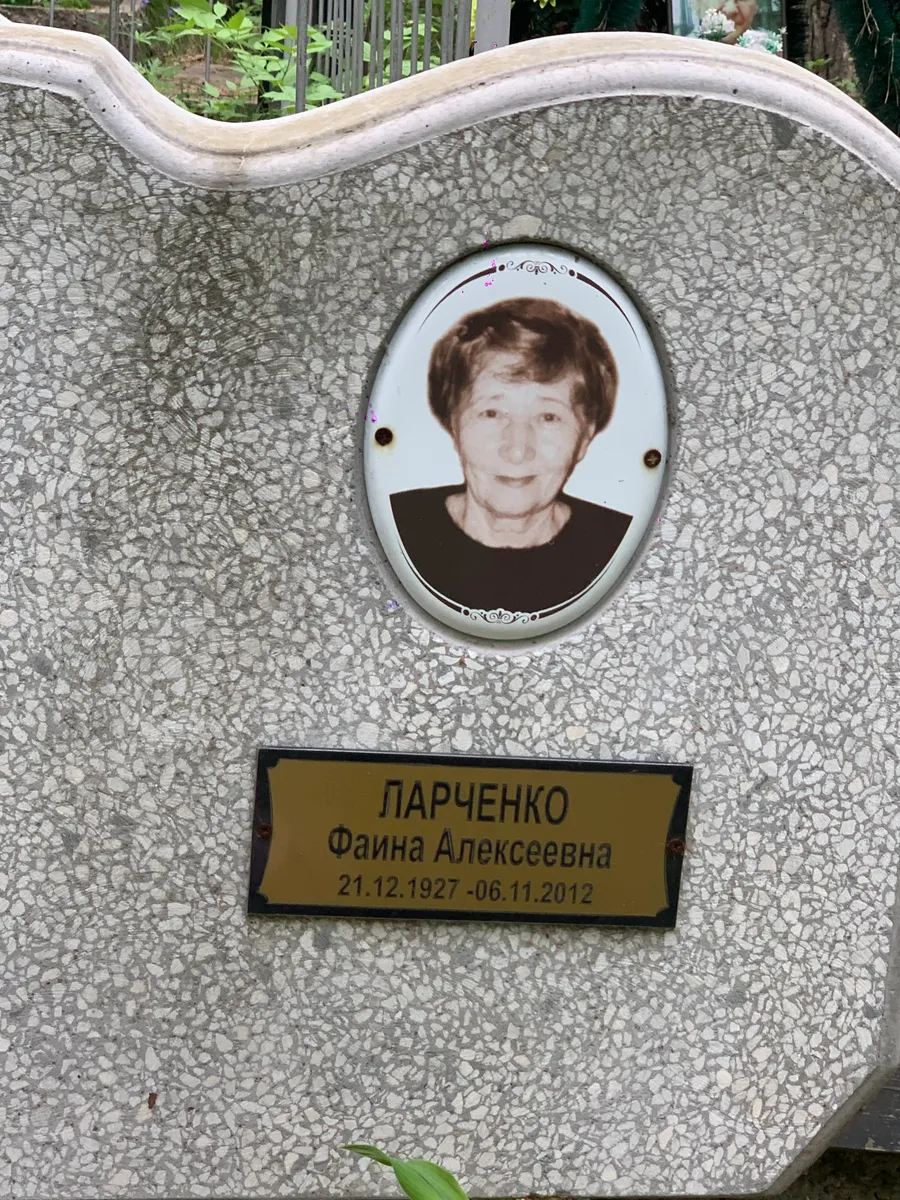 ЛАРЧЕНКО
Фаина Алексеевна
21.12.1927 -06.11.2012